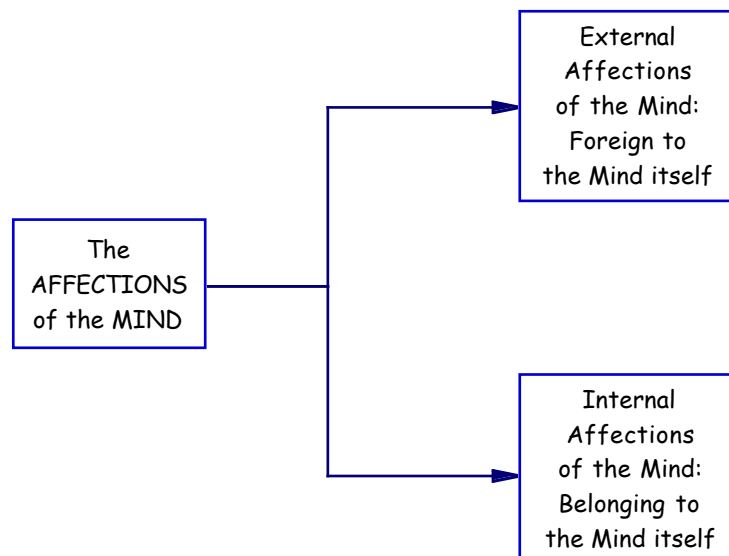 External
Affections
of the Mind:
Foreign to
the Mind itself
The
AFFECTIONS
of the MIND
Internal
Affections
of the Mind:
Belonging to
the Mind itself